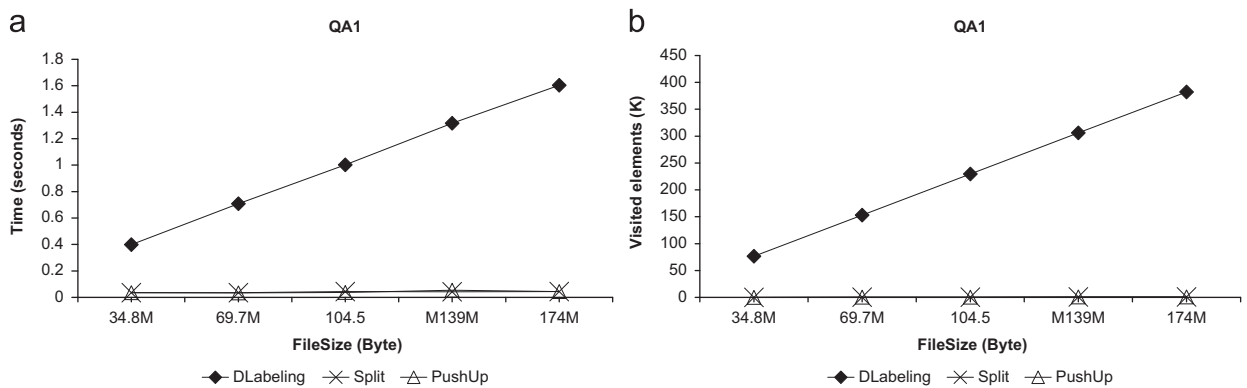 a
QA1
Time (seconds)
1.8
1.6
1.4
1.2
1
0.8
0.6
0.4
0.2
0
34.8M 69.7M 104.5 M139M 174M
FileSize (Byte)
DLabeling Split PushUp
b
QA1
Visited elements (K)
450
400
350
300
250
200
150
100
50
0
34.8M 69.7M 104.5 M139M 174M
FileSize (Byte)
DLabeling Split PushUp